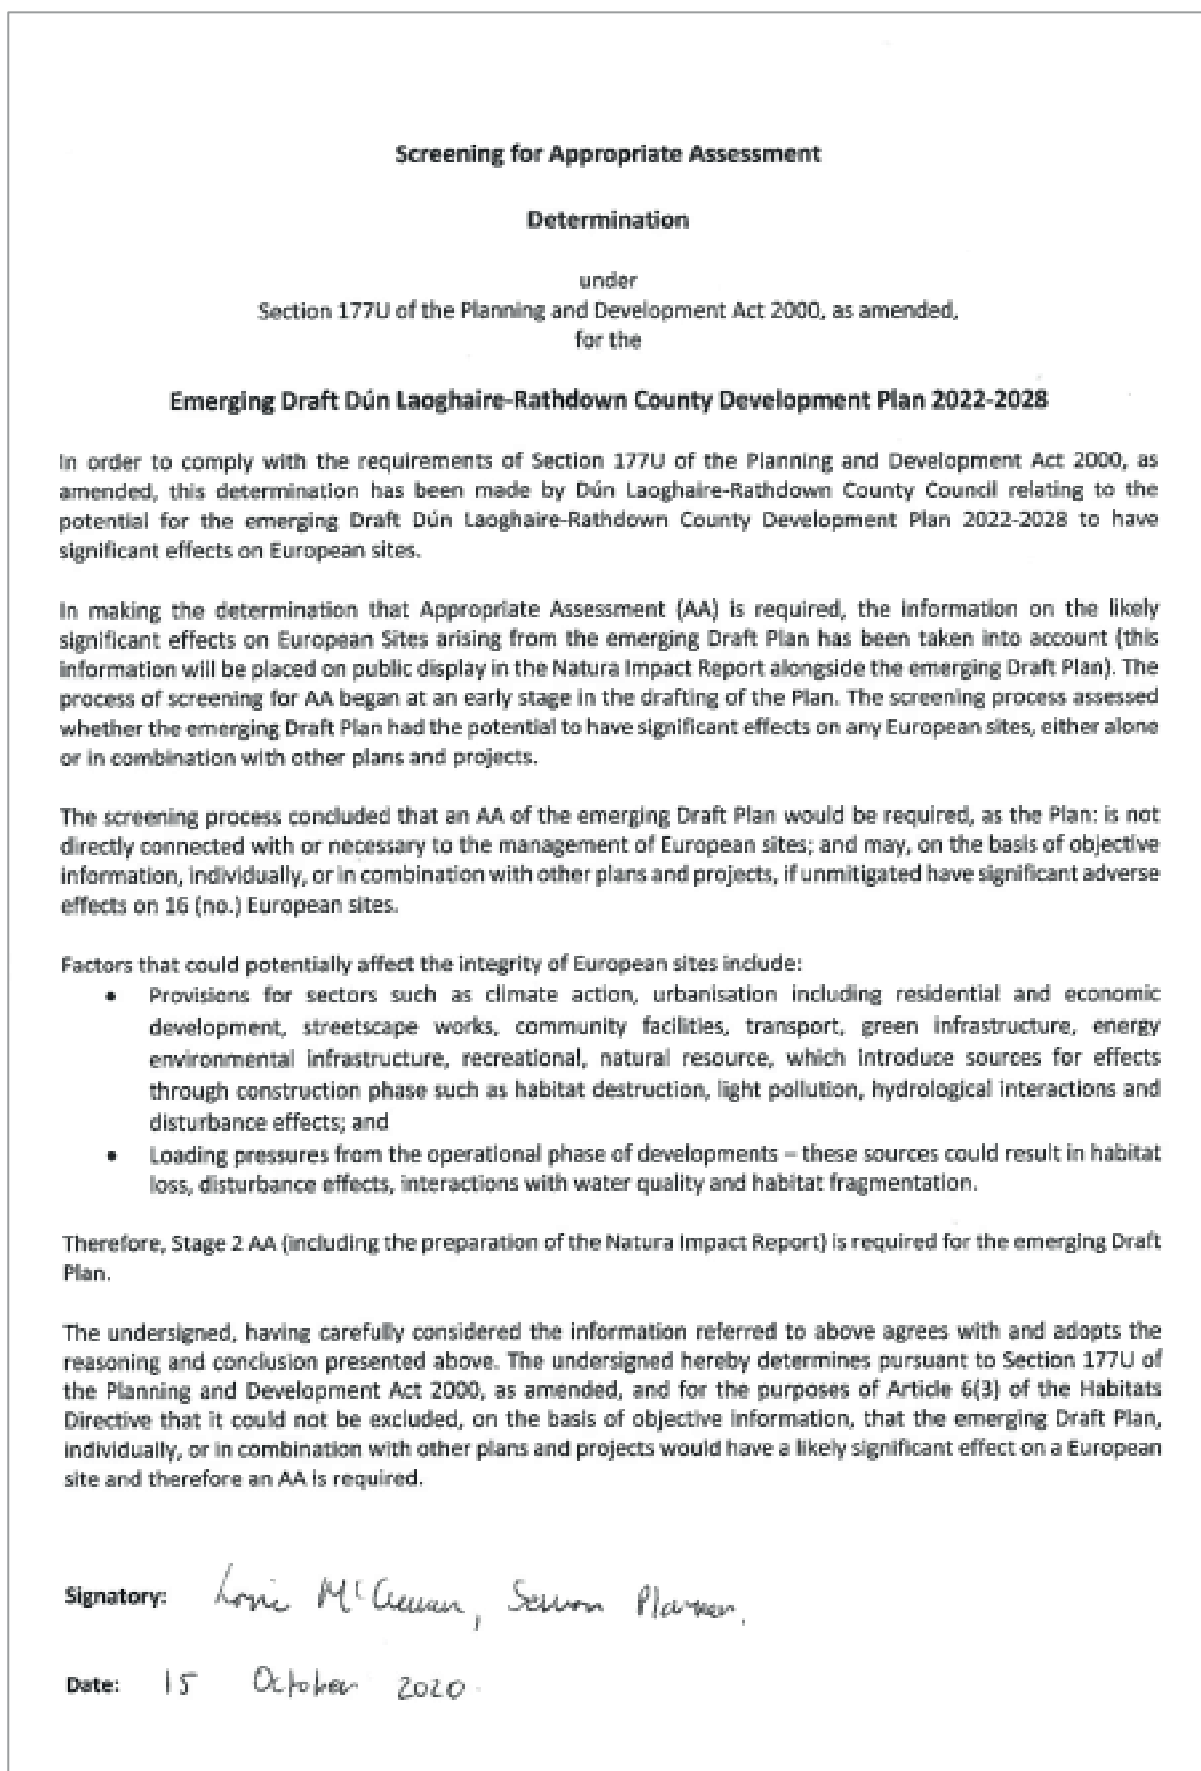 Screening for Appropriate Assessment
Determination
under
Section 177U of the Planning and Development Act 2000, as amended,
for the
Emerging Draft Dún Laoghaire-Rathdown County Development Plan 2022-2028
In order to comply with the requirements of Section 177U of the Planning and Development Act 2000, as
amended, this determination has been made by Dún Laoghaire-Rathdown County Council relating to the
potential for the emerging Draft Dún Laoghaire-Rathdown County Development Plan 2022-2028 to have
significant effects on European sites.
In making the determination that Appropriate Assessment (AA) is required, the information on the likely
significant effects on European Sites arising from the emerging Draft Plan has been taken into account (this
information will be placed on public display in the Natura Impact Report alongside the emerging Draft Plan). The
process of screening for AA began at an early stage in the drafting of the Plan. The screening process assessed
whether the emerging Draft Plan had the potential to have significant effects on any European sites, either alone
or in combination with other plans and projects.
The screening process concluded that an AA of the emerging Draft Plan would be required, as the Plan: is not
directly connected with or necessary to the management of European sites; and may, on the basis of objective
information, individually, or in combination with other plans and projects, if unmitigated have significant adverse
effects on 16 (no.) European sites.
Factors that could potentially affect the integrity of European sites include:
• Provisions for sectors such as climate action, urbanisation including residential and economic
development, streetscape works, community facilities, transport, green infrastructure, energy
environmental infrastructure, recreational, natural resource, which introduce sources for effects
through construction phase such as habitat destruction, light pollution, hydrological interactions and
disturbance effects; and
• Loading pressures from the operational phase of developments – these sources could result in habitat
loss, disturbance effects, interactions with water quality and habitat fragmentation.
Therefore, Stage 2 AA (including the preparation of the Natura Impact Report) is required for the emerging Draft
Plan.
The undersigned, having carefully considered the information referred to above agrees with and adopts the
reasoning and conclusion presented above. The undersigned hereby determines pursuant to Section 177U of
the Planning and Development Act 2000, as amended, and for the purposes of Article 6(3) of the Habitats
Directive that it could not be excluded, on the basis of objective information, that the emerging Draft Plan,
individually, or in combination with other plans and projects would have a likely significant effect on a European
site and therefore an AA is required.
Signatory: Senior Planner.
Date: 15 October 2020